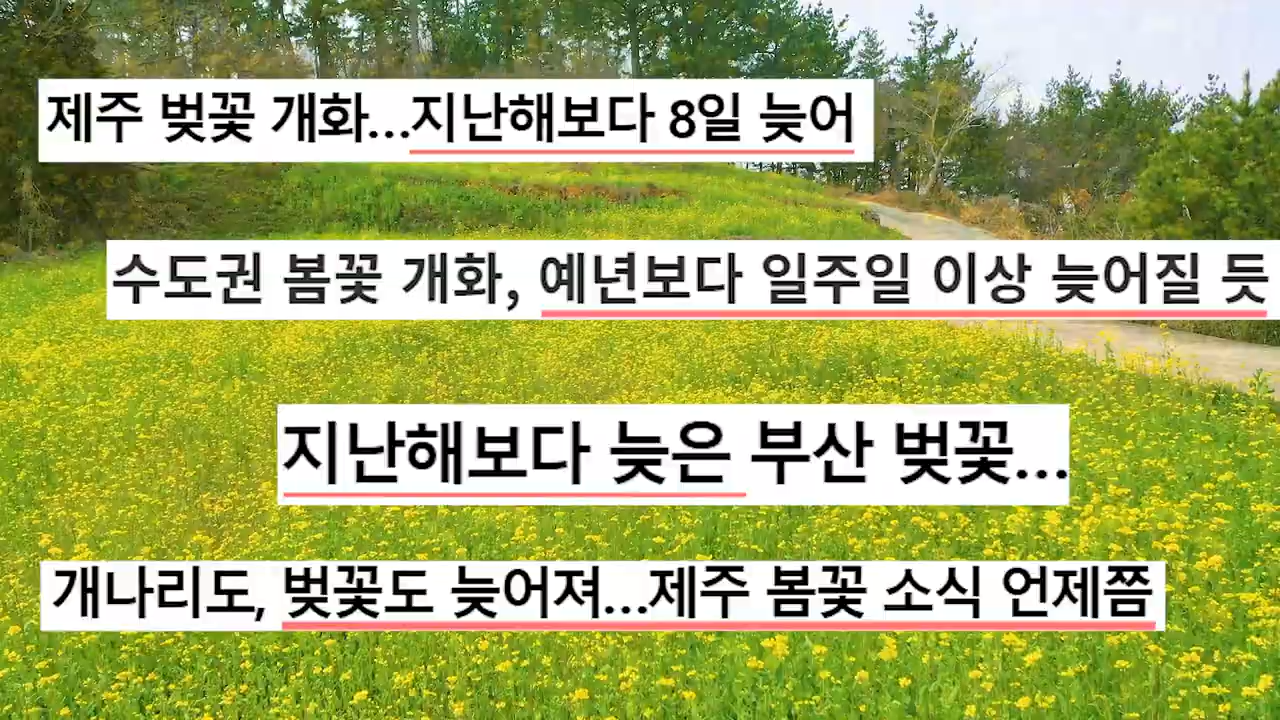 제주 벚꽃 개화…지난해보다 8일 늦어
수도권 봄꽃 개화, 예년보다 일주일 이상 늦어질 듯
지난해보다 늦은 부산 벚꽃…
개나리도, 벚꽃도 늦어져…제주 봄꽃 소식 언제쯤